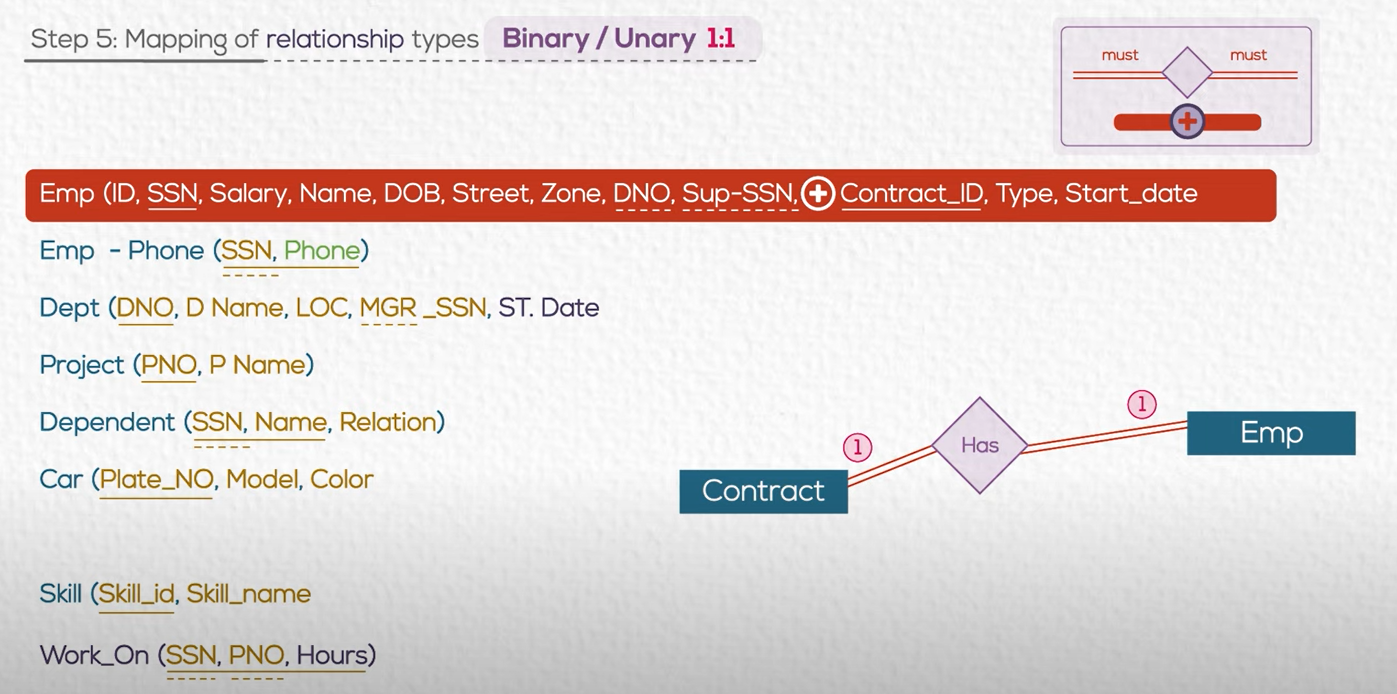 Step 5: Mapping of relationship types Binary / Unary 1:1
must must
+
Emp (ID, SSN, Salary, Name, DOB, Street, Zone, DNO, Sup-SSN, + Contract_ID, Type, Start_date
Emp - Phone (SSN, Phone)
Dept (DNO, D Name, LOC, MGR _SSN, ST. Date
Project (PNO, P Name)
Dependent (SSN, Name, Relation)
Car (Plate_NO, Model, Color
Skill (Skill_id, Skill_name
Work_On (SSN, PNO, Hours)
1
1
Contract
Has
Emp